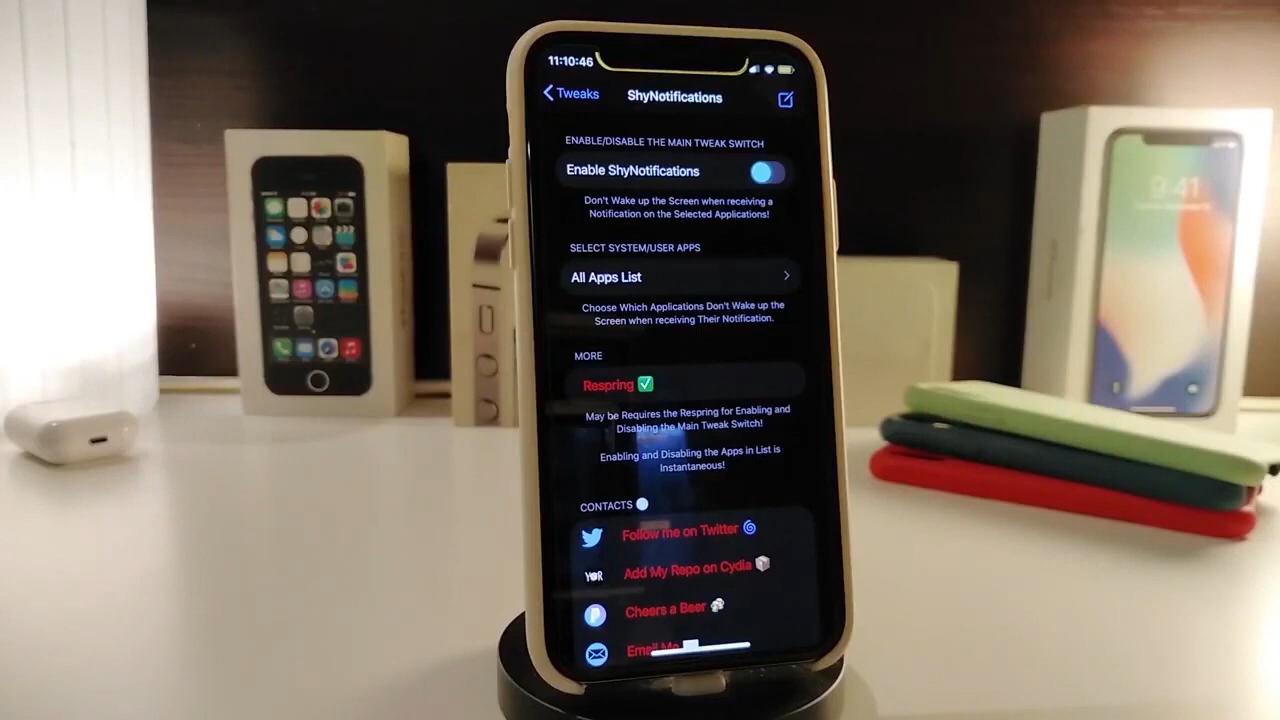 11:10:46
Tweaks
ShyNotifications
ENABLE/DISABLE THE MAIN TWEAK SWITCH
Enable ShyNotifications
Don't Wake up the Screen when receiving a
Notification on the Selected Applications!
SELECT SYSTEM/USER APPS
All Apps List
Choose Which Applications Don't Wake up the
Screen when receiving Their Notification.
MORE
Respring ✅
May be Requires the Respring for Enabling and
Disabling the Main Tweak Switch!
Enabling and Disabling the Apps in List is
Instantaneous!
CONTACTS
Follow me on Twitter 🌀
Add My Repo on Cydia 📦
Cheers a Beer 🍻
Email Me
9:41